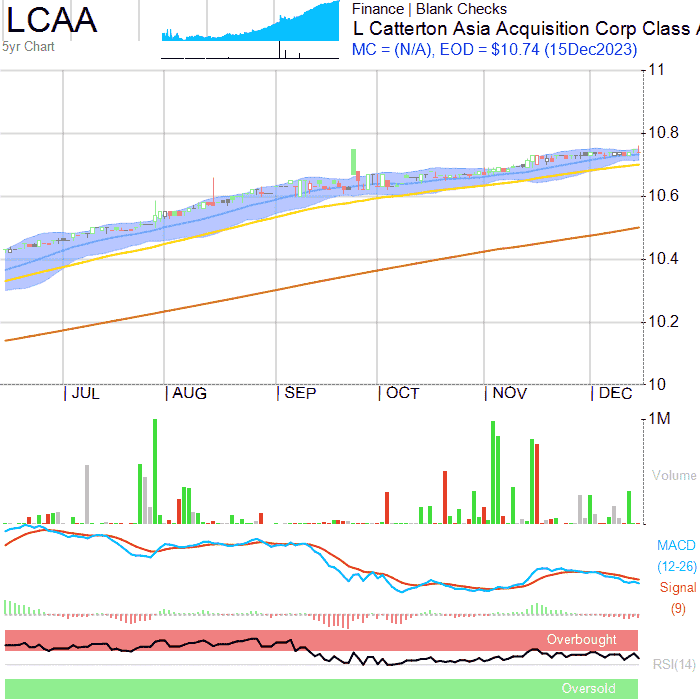 LCAA
5yr Chart
Finance | Blank Checks
L Catterton Asia Acquisition Corp Class A
MC = (N/A), EOD = $10.74 (15Dec2023)
11
10.8
10.6
10.4
10.2
10
JUL AUG SEP OCT NOV DEC
1M
Volume
MACD
(12-26)
Signal
(9)
Overbought
RSI(14)
Oversold